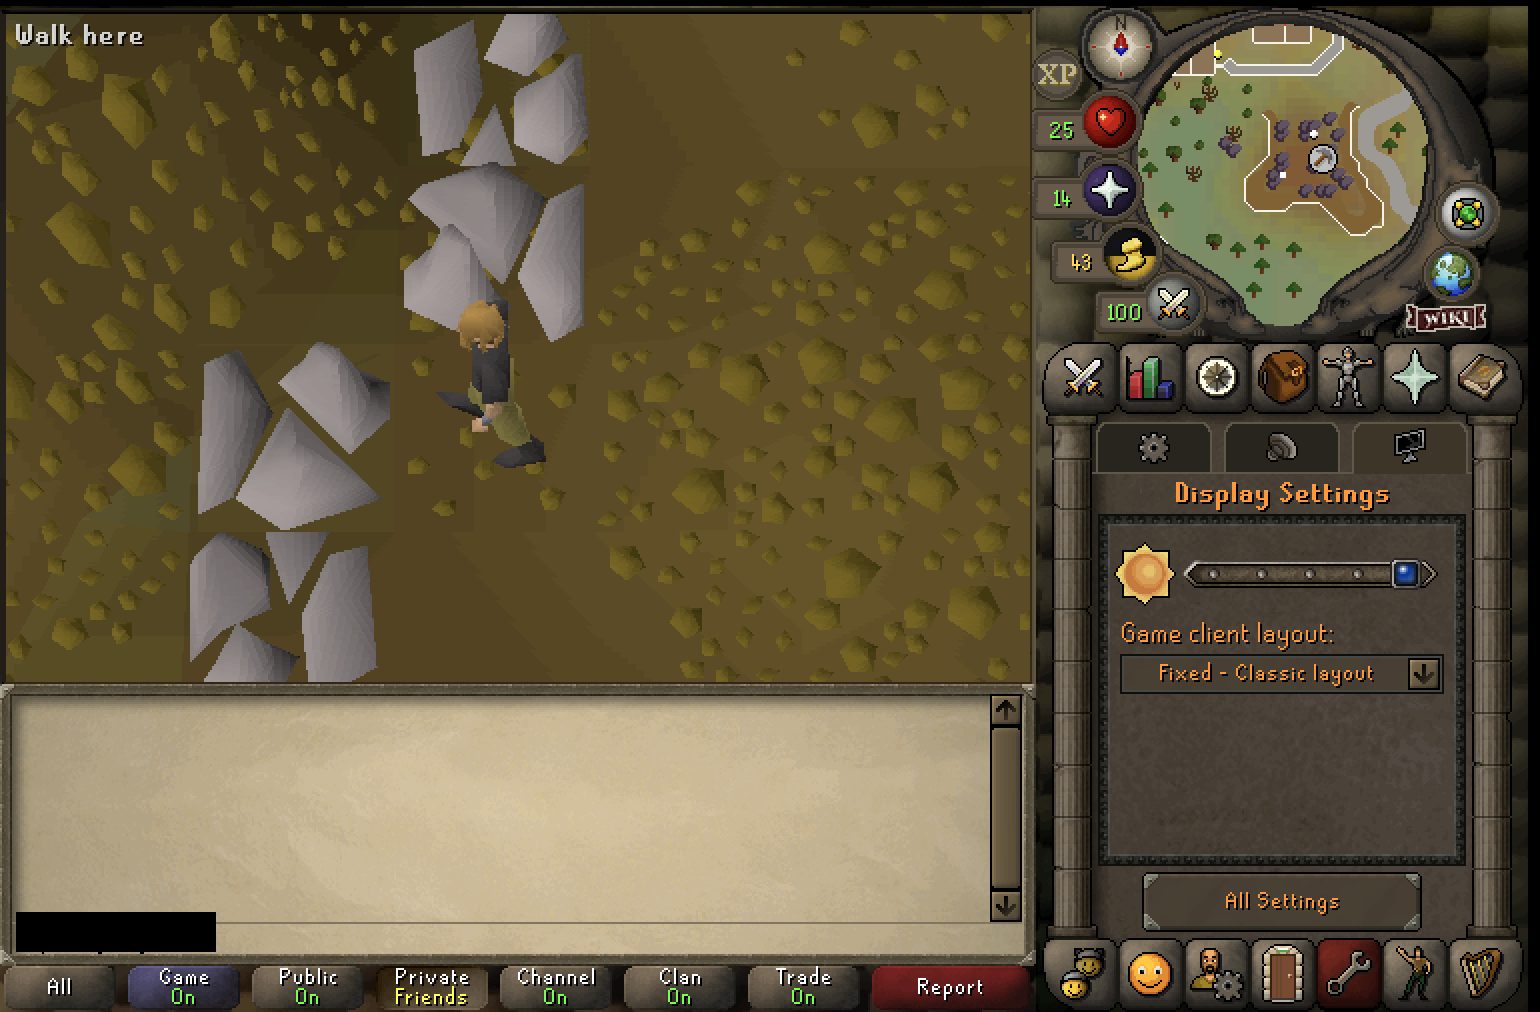 Walk here
N
XP
25
14
43
100
WIKI
Display Settings
Game client layout:
Fixed - Classic layout
All Settings
All
Game
On
Public
On
Private
Friends
Channel
On
Clan
On
Trade
On
Report